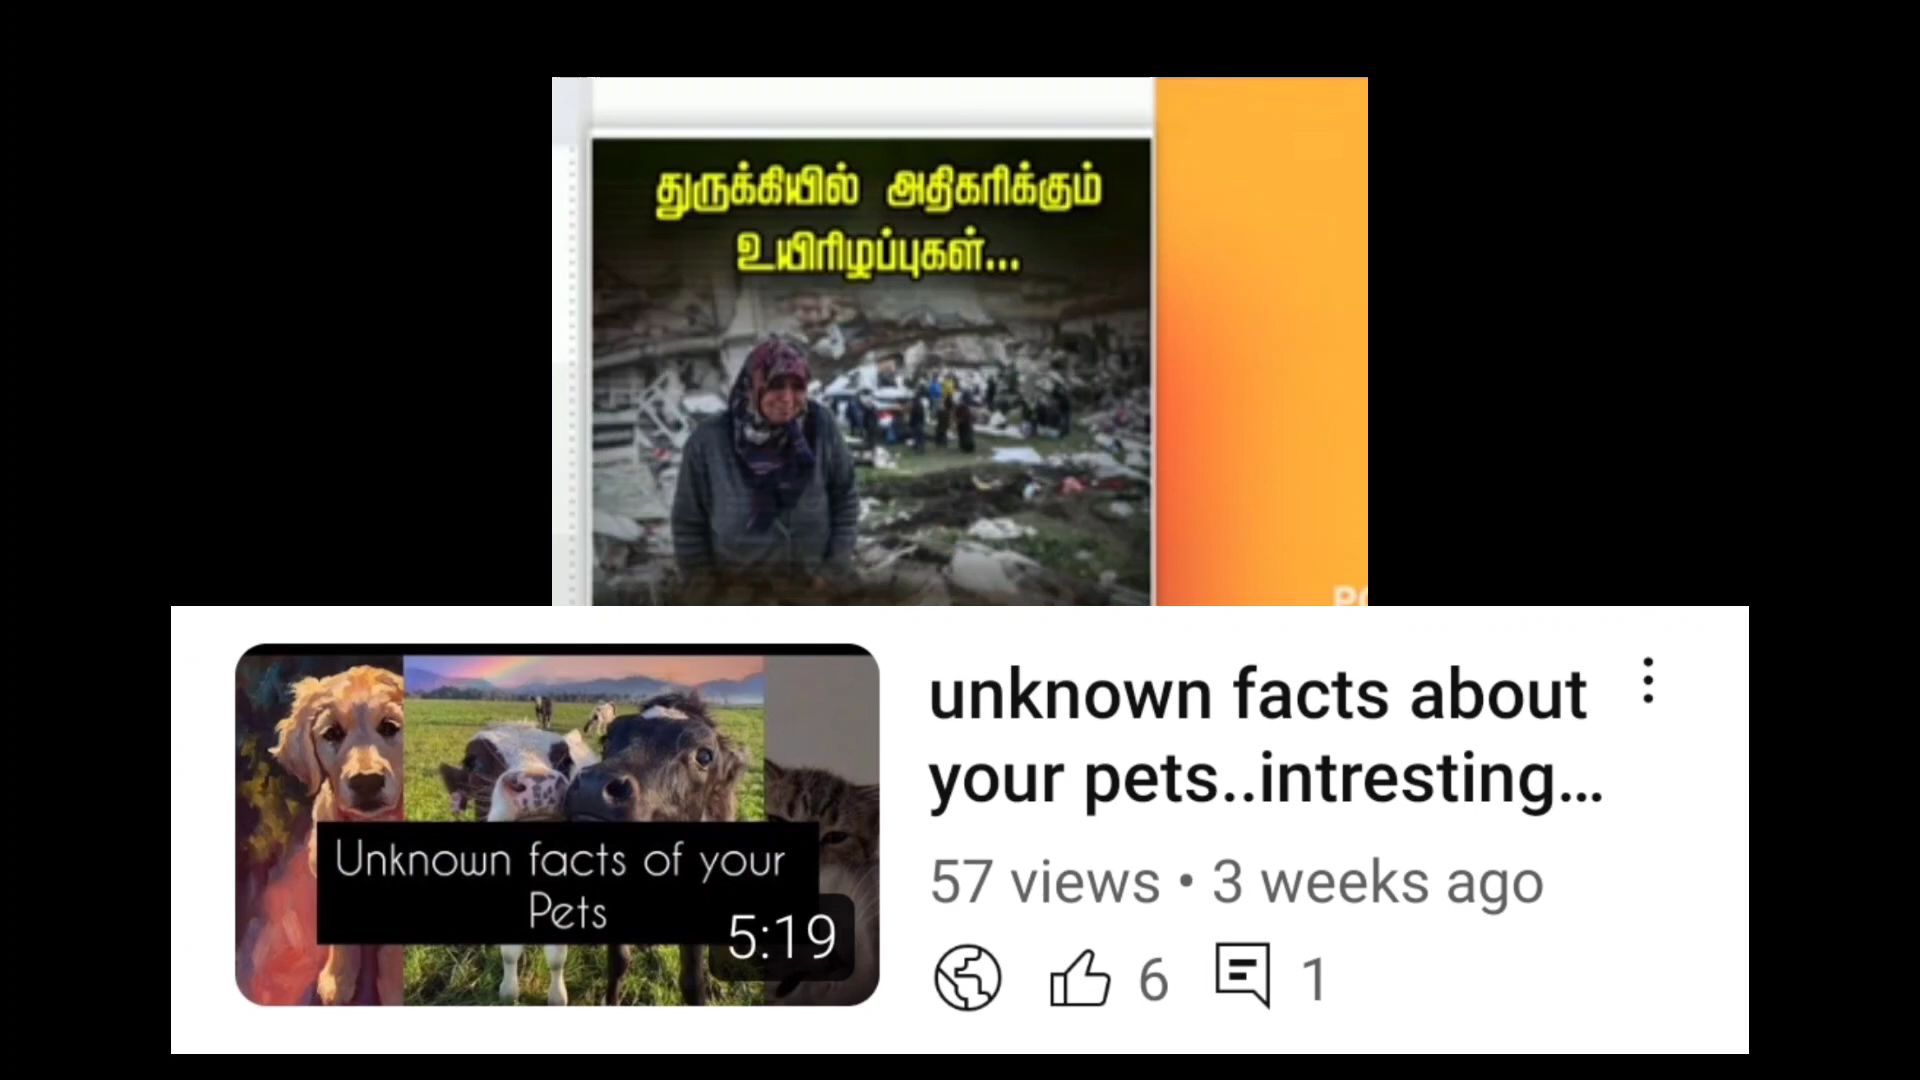 துருக்கியில் அதிகரிக்கும்
உயிரிழப்புகள்...
unknown facts about
your pets..intresting...
57 views • 3 weeks ago
6 1
Unknown facts of your
Pets
5:19